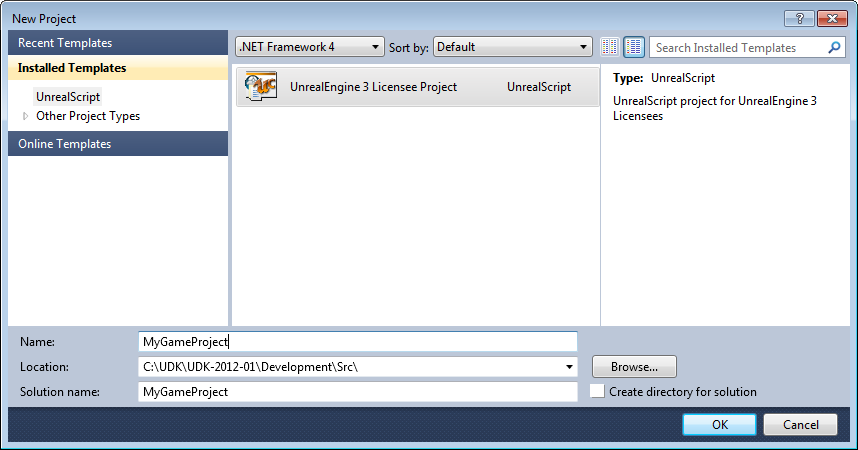 New Project
Recent Templates
Installed Templates
UnrealScript
Other Project Types
Online Templates
.NET Framework 4
Sort by: Default
Search Installed Templates
UnrealEngine 3 Licensee Project UnrealScript
Type: UnrealScript
UnrealScript project for UnrealEngine 3
Licensees
Name: MyGameProject
Location: C:\UDK\UDK-2012-01\Development\Src\
Browse...
Solution name: MyGameProject
Create directory for solution
OK
Cancel